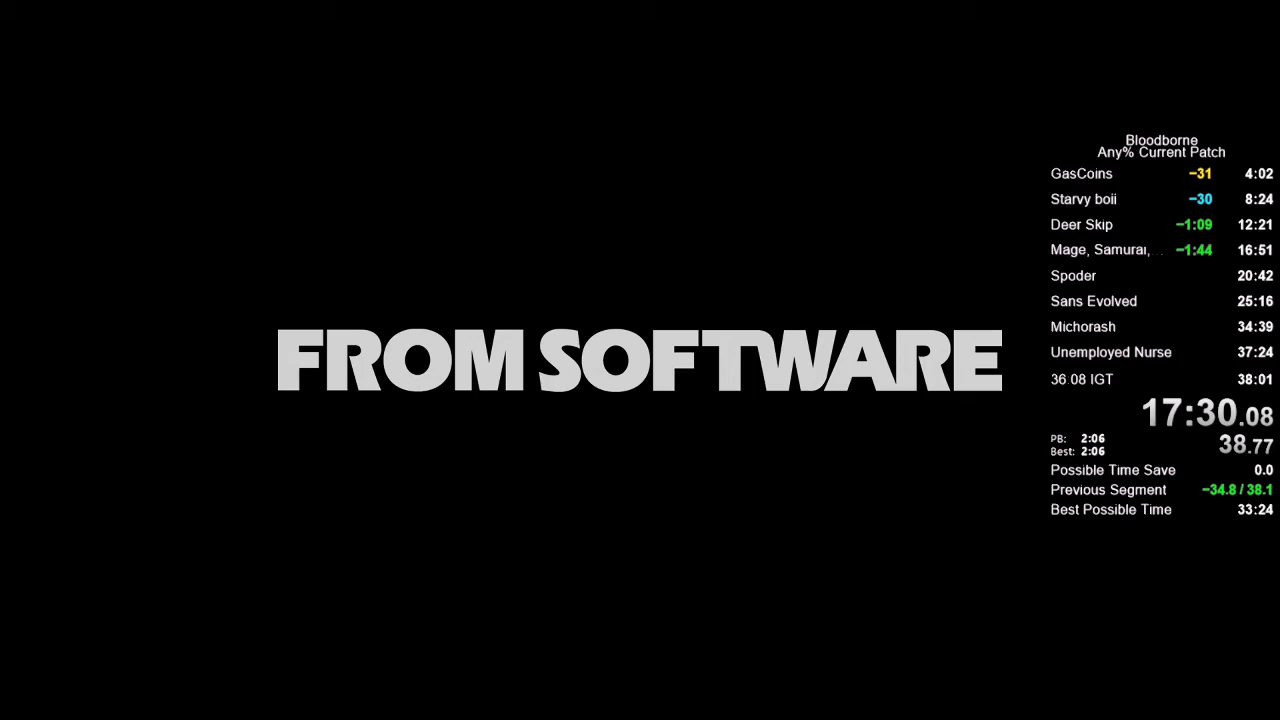 FROM SOFTWARE
Bloodborne
Any% Current Patch
GasCoins −31 4:02
Starvy boii −30 8:24
Deer Skip −1:09 12:21
Mage, Samurai,... −1:44 16:51
Spoder 20:42
Sans Evolved 25:16
Michorash 34:39
Unemployed Nurse 37:24
36.08 IGT 38:01
17:30.08
PB: 2:06
Best: 2:06
38.77
Possible Time Save 0.0
Previous Segment −34.8 / 38.1
Best Possible Time 33:24